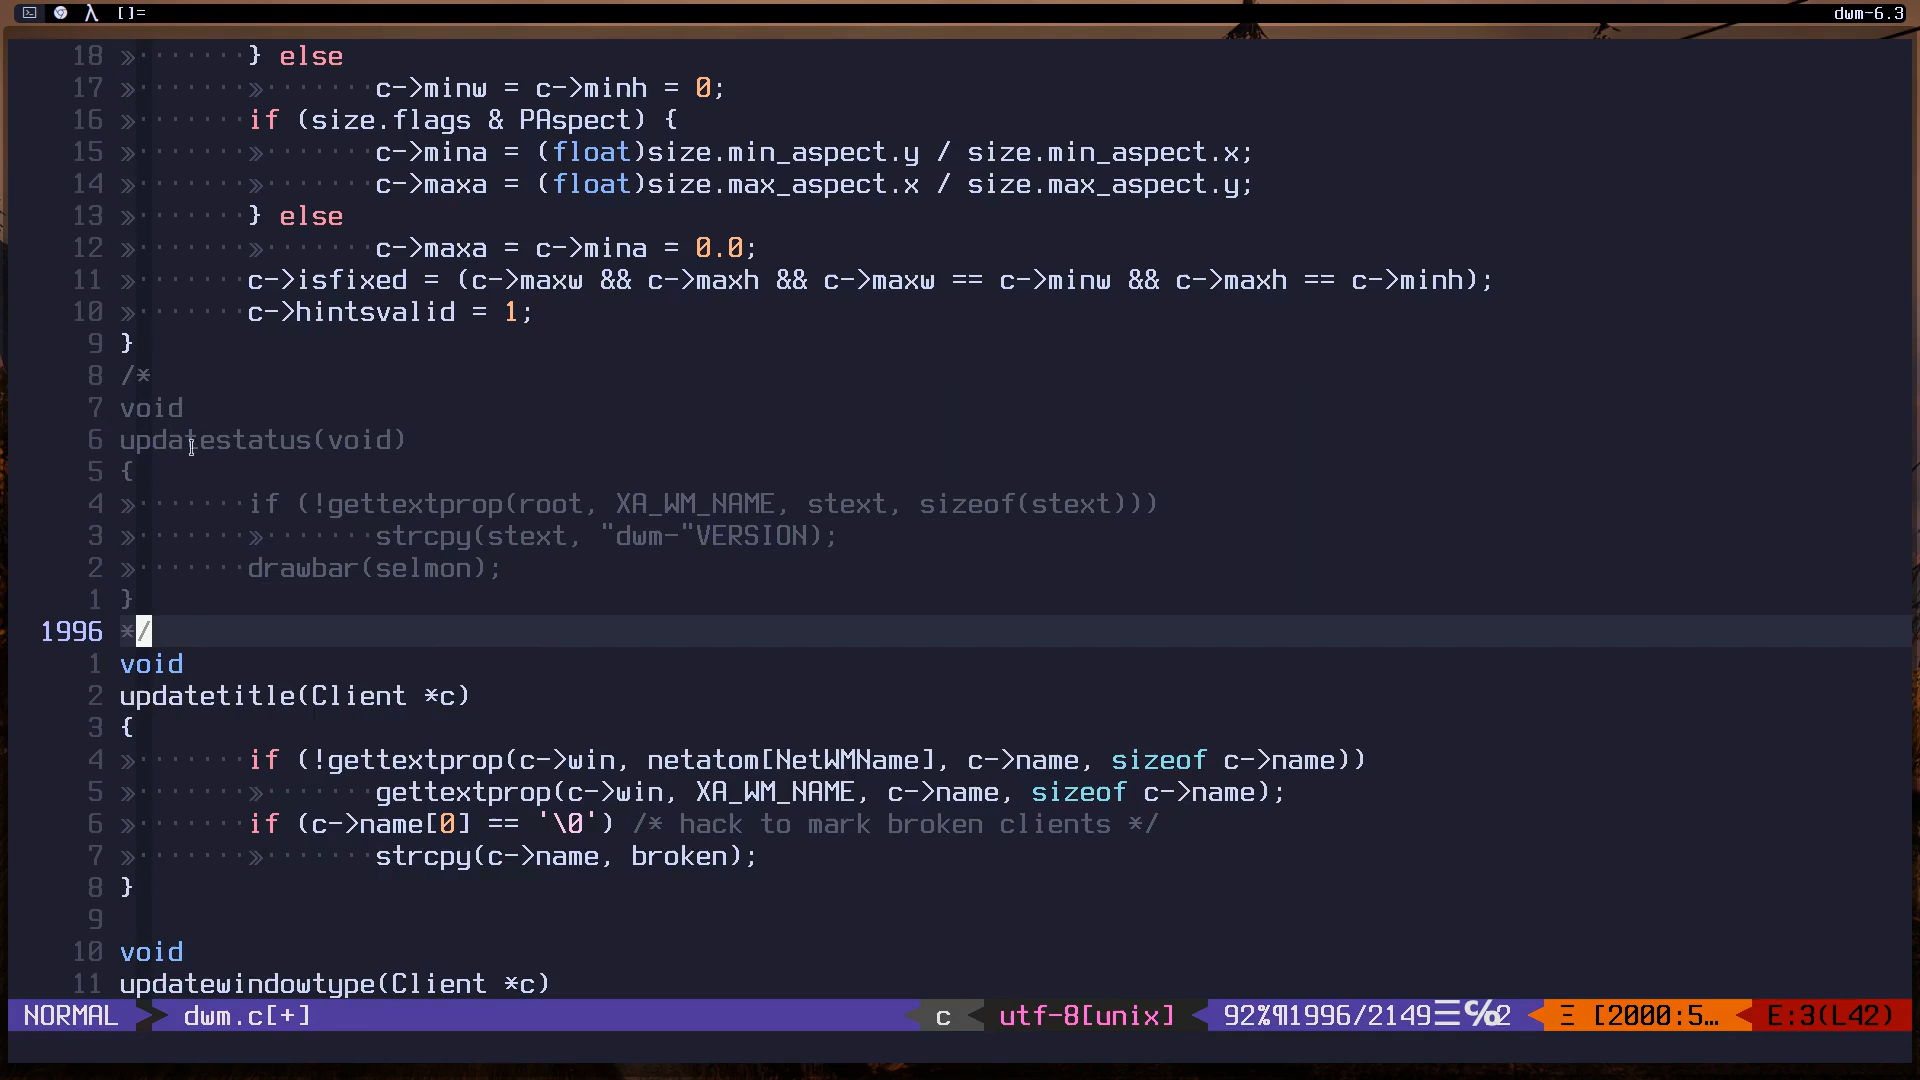 λ []= dwm-6.3
18 » } else
17 » » c->minw = c->minh = 0;
16 » if (size.flags & PAspect) {
15 » » c->mina = (float)size.min_aspect.y / size.min_aspect.x;
14 » » c->maxa = (float)size.max_aspect.x / size.max_aspect.y;
13 » } else
12 » » c->maxa = c->mina = 0.0;
11 » c->isfixed = (c->maxw && c->maxh && c->maxw == c->minw && c->maxh == c->minh);
10 » c->hintsvalid = 1;
9 }
8 /*
7 void
6 updatestatus(void)
5 {
4 » if (!gettextprop(root, XA_WM_NAME, stext, sizeof(stext)))
3 » » strcpy(stext, "dwm-"VERSION);
2 » drawbar(selmon);
1 }
1996 */
1 void
2 updatetitle(Client *c)
3 {
4 » if (!gettextprop(c->win, netatom[NetWMName], c->name, sizeof c->name))
5 » » gettextprop(c->win, XA_WM_NAME, c->name, sizeof c->name);
6 » if (c->name[0] == '\0') /* hack to mark broken clients */
7 » » strcpy(c->name, broken);
8 }
9
10 void
11 updatewindowtype(Client *c)
NORMAL dwm.c[+] c utf-8[unix] 92%¶1996/2149☰℅2 Ξ [2000:5… E:3(L42)